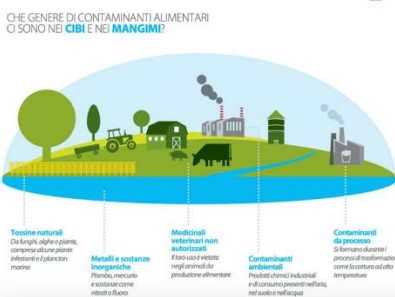 CHE GENERE DI CONTAMINANTI ALIMENTARI
CI SONO NEI CIBI E NEI MANGIMI?
Tossine naturali
Da funghi, alghe o piante,
comprese alcune piante
infestanti e il plancton
marino
Metalli e sostanze
inorganiche
Piombo, mercurio
e sostanze come
nitrati o fluoro
Medicinali
veterinari non
autorizzati
Il loro uso è vietato
negli animali da
produzione alimentare
Contaminanti
ambientali
Prodotti chimici industriali
e di consumo presenti nell'aria,
nel suolo e nell'acqua
Contaminanti
da processo
Si formano durante i
processi di trasformazione
come la cottura ad alta
temperatura